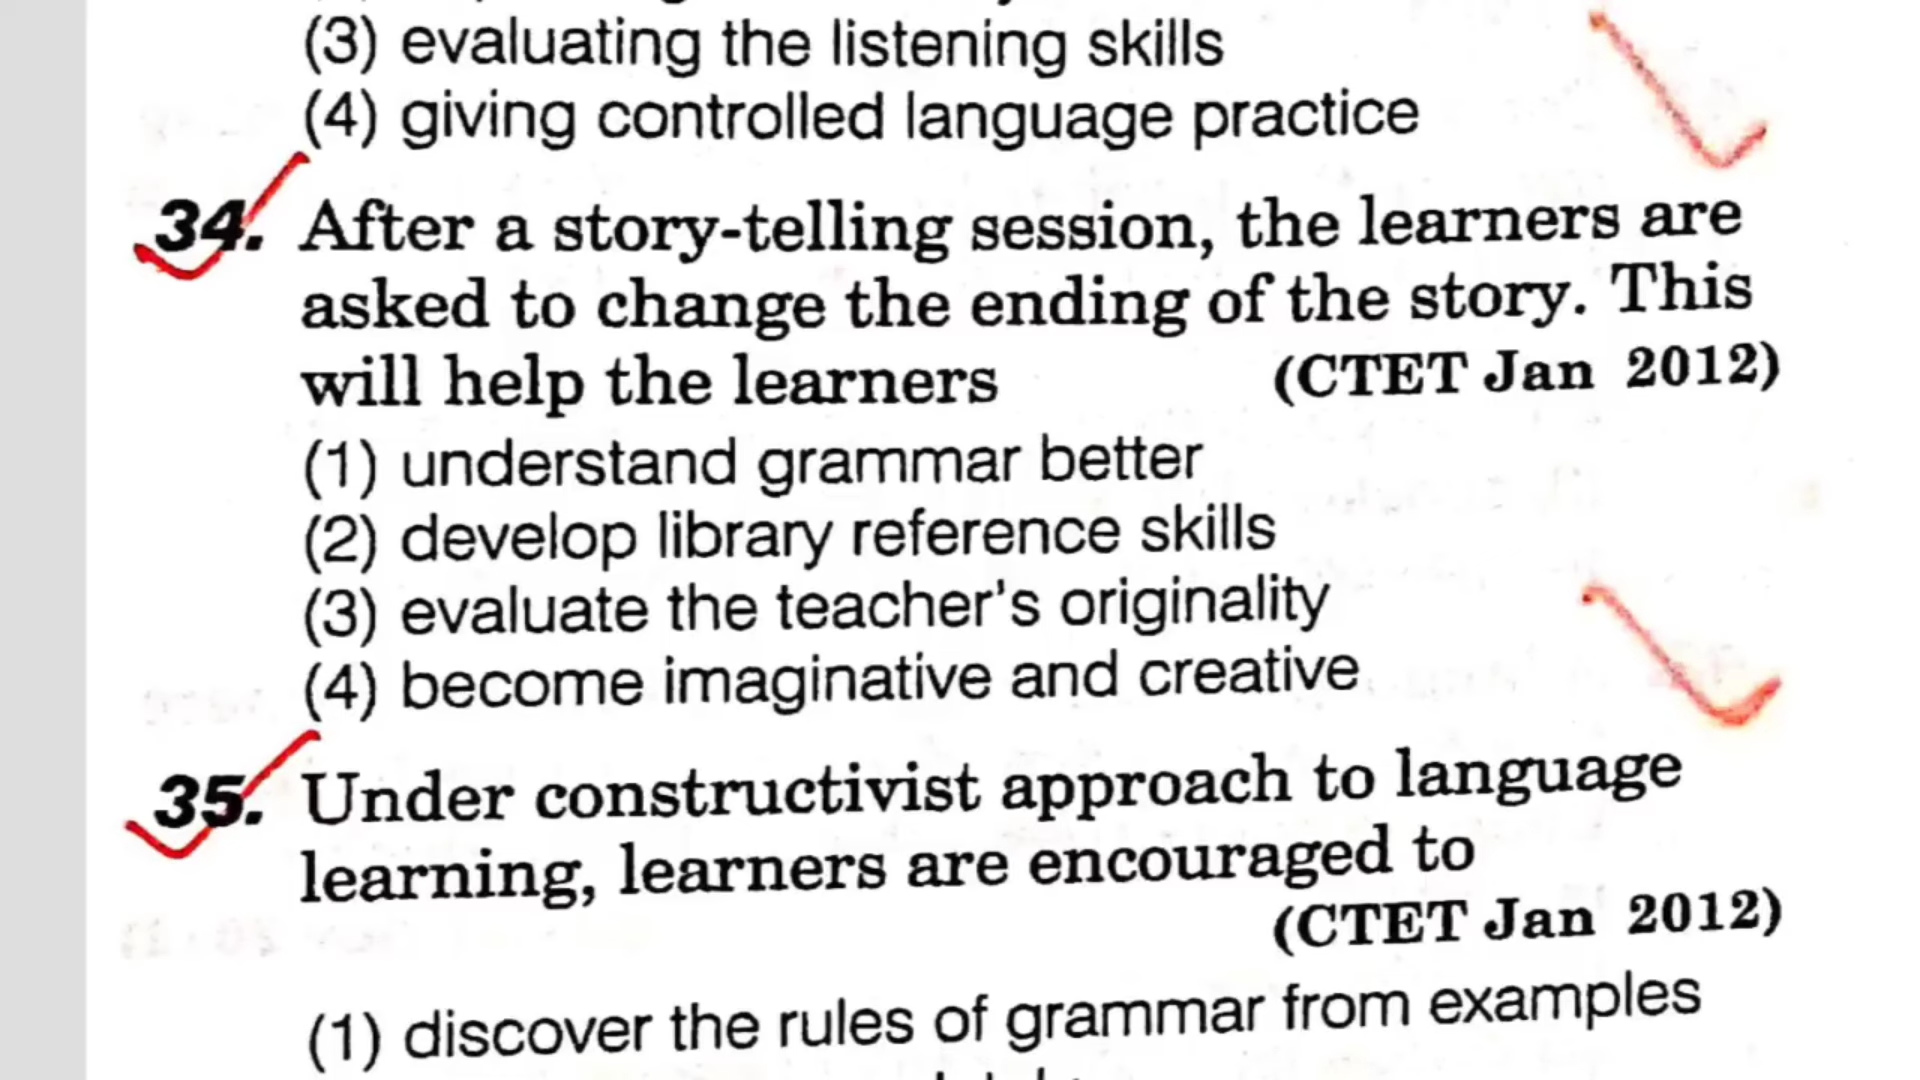 (3) evaluating the listening skills
(4) giving controlled language practice
34. After a story-telling session, the learners are
asked to change the ending of the story. This
will help the learners (CTET Jan 2012)
(1) understand grammar better
(2) develop library reference skills
(3) evaluate the teacher's originality
(4) become imaginative and creative
35. Under constructivist approach to language
learning, learners are encouraged to
(CTET Jan 2012)
(1) discover the rules of grammar from examples